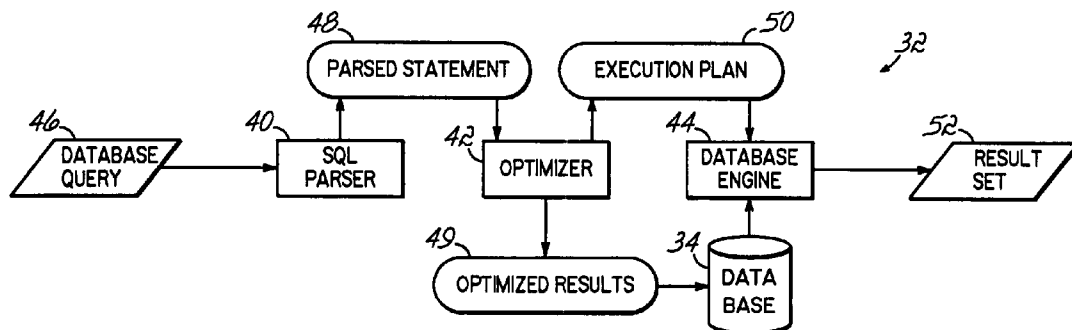 48
PARSED STATEMENT
50
EXECUTION PLAN
32
46
DATABASE
QUERY
40
SQL
PARSER
42
OPTIMIZER
44
DATABASE
ENGINE
52
RESULT
SET
49
OPTIMIZED RESULTS
34
DATA
BASE